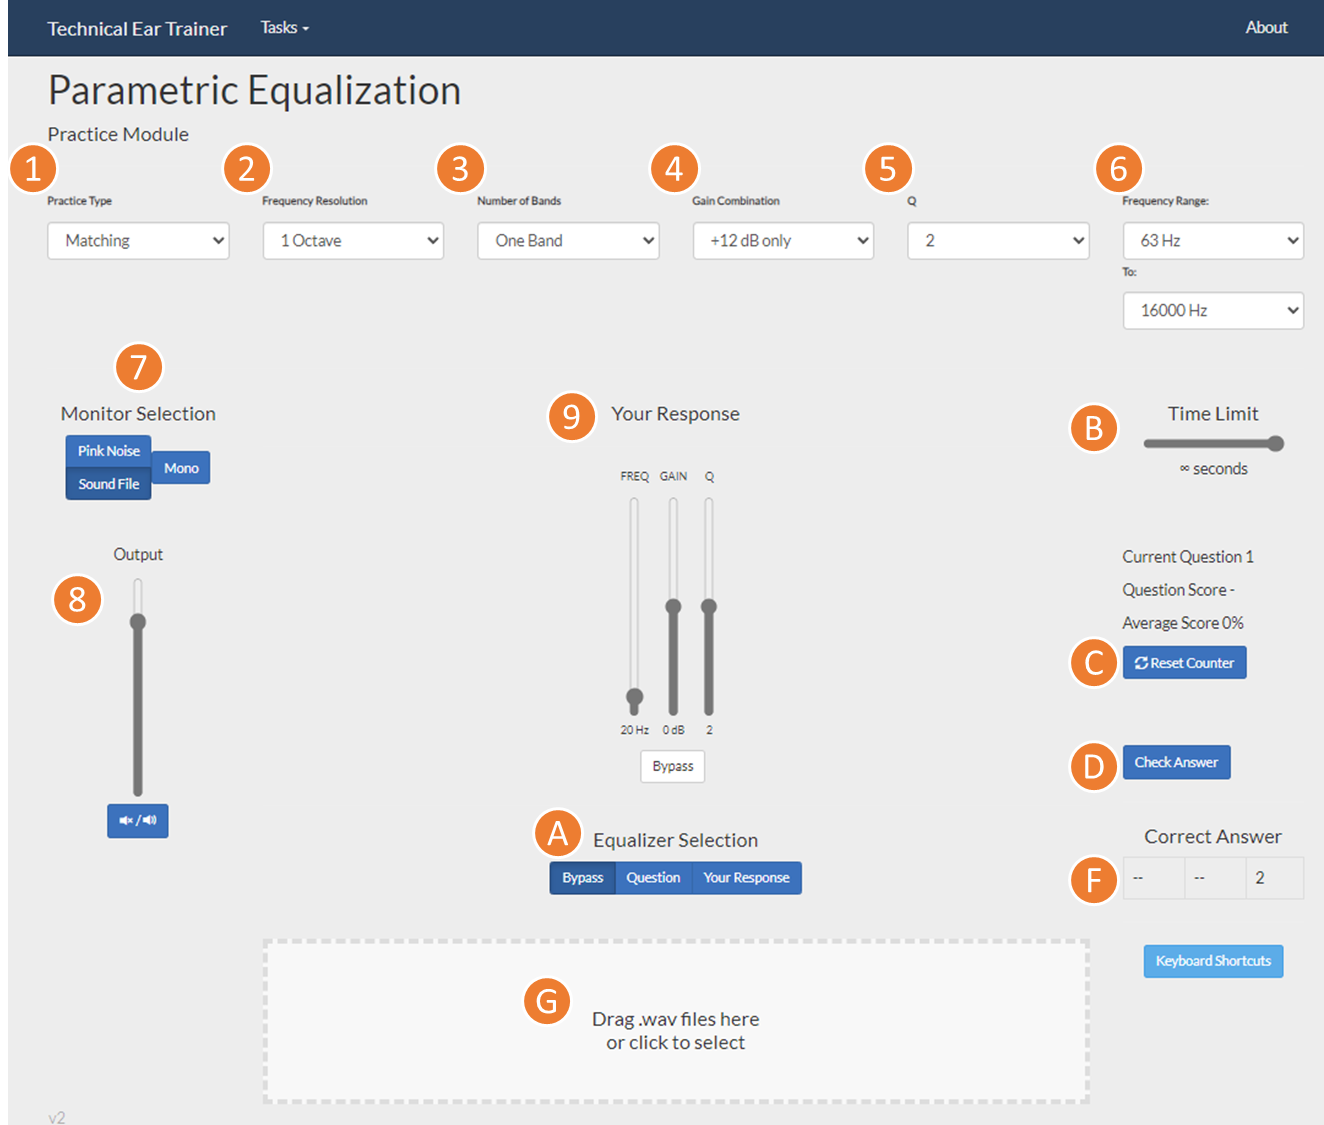 Technical Ear Trainer Tasks About
Parametric Equalization
Practice Module
1 2 3 4 5 6
Practice Type Frequency Resolution Number of Bands Gain Combination Q Frequency Range:
Matching 1 Octave One Band +12 dB only 2 63 Hz
To:
16000 Hz
7
Monitor Selection 9 Your Response B Time Limit
Pink Noise
Mono
Sound File
∞ seconds
FREQ GAIN Q
Output
8
Current Question 1
Question Score -
Average Score 0%
C Reset Counter
20 Hz 0 dB 2
Bypass
D Check Answer
/
A Equalizer Selection
Bypass Question Your Response
Correct Answer
F -- -- 2
Keyboard Shortcuts
G Drag .wav files here
or click to select
v2